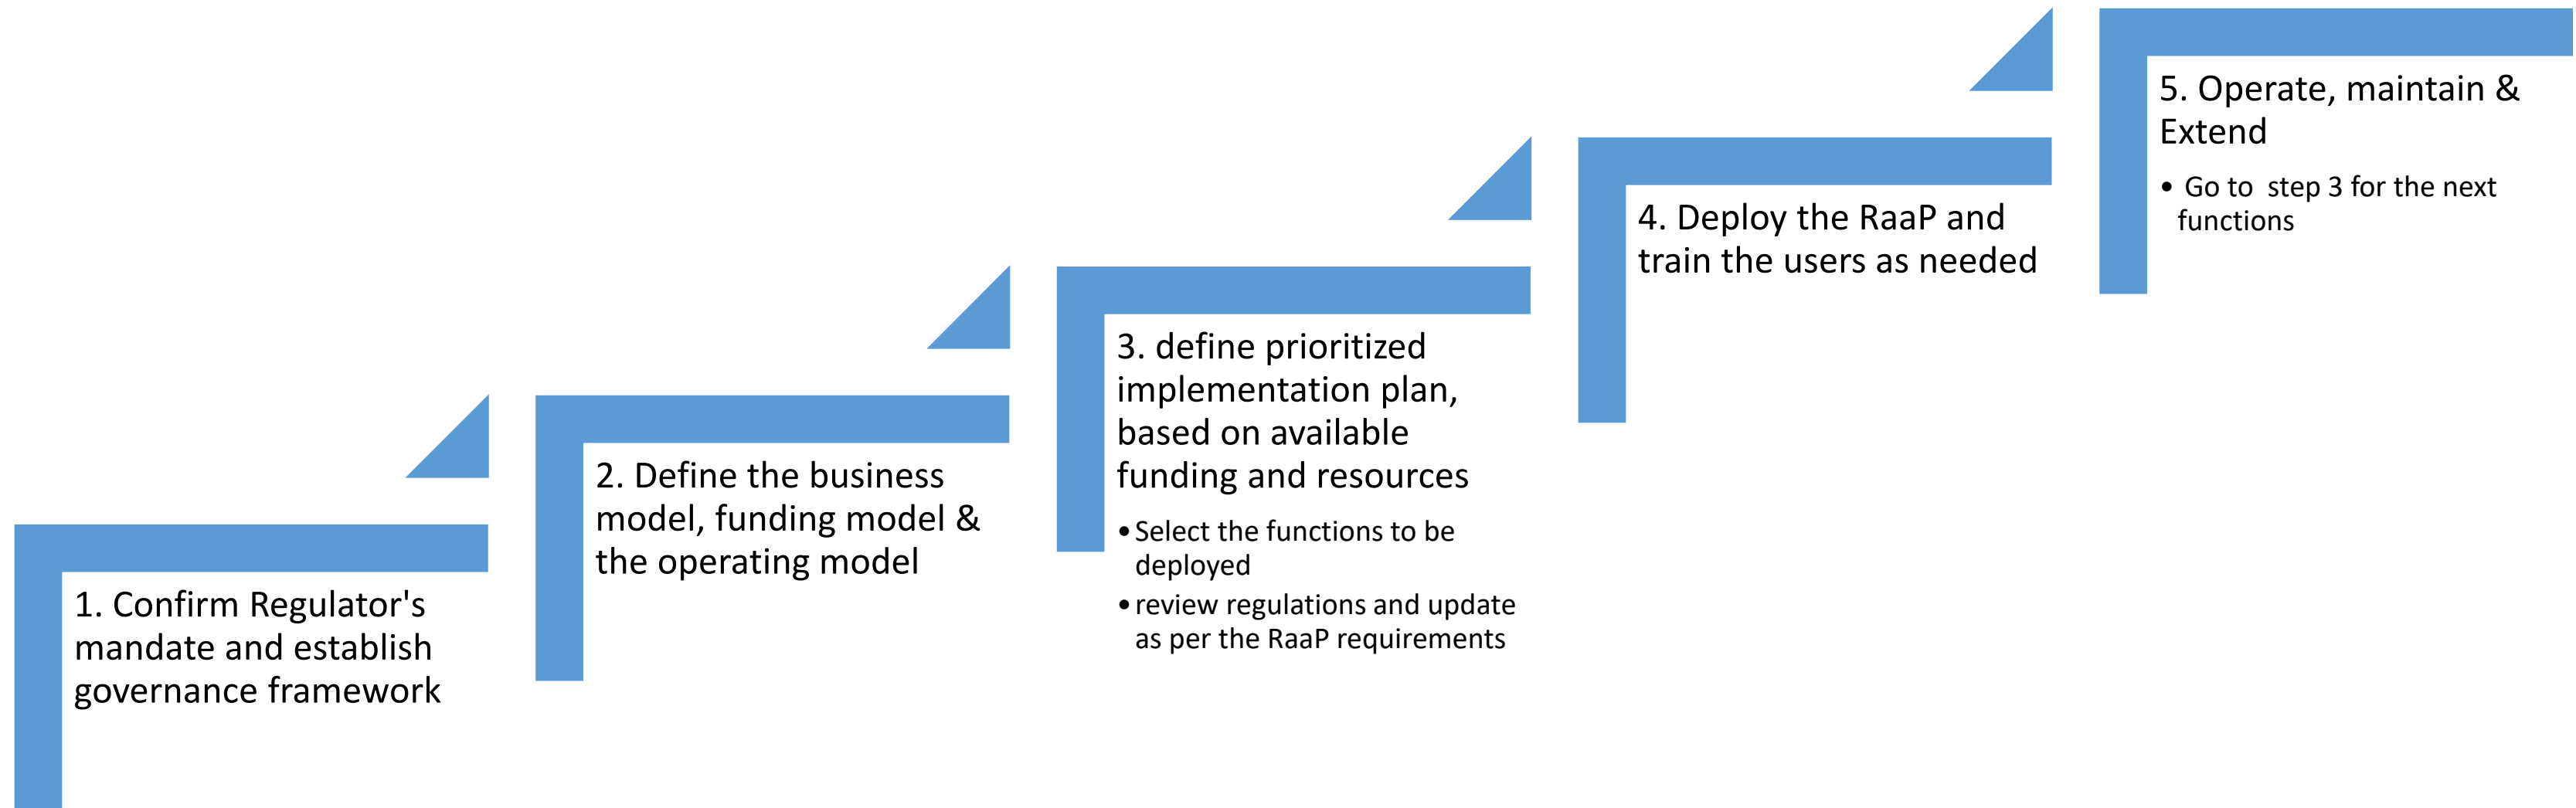 1. Confirm Regulator's
mandate and establish
governance framework
2. Define the business
model, funding model &
the operating model
3. define prioritized
implementation plan,
based on available
funding and resources
• Select the functions to be
deployed
• review regulations and update
as per the RaaP requirements
4. Deploy the RaaP and
train the users as needed
5. Operate, maintain &
Extend
• Go to  step 3 for the next
functions